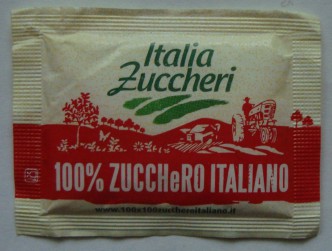 Italia
Zuccheri
100% ZUCCHeRO ITALIANO
www.100x100zuccheroitaliano.it